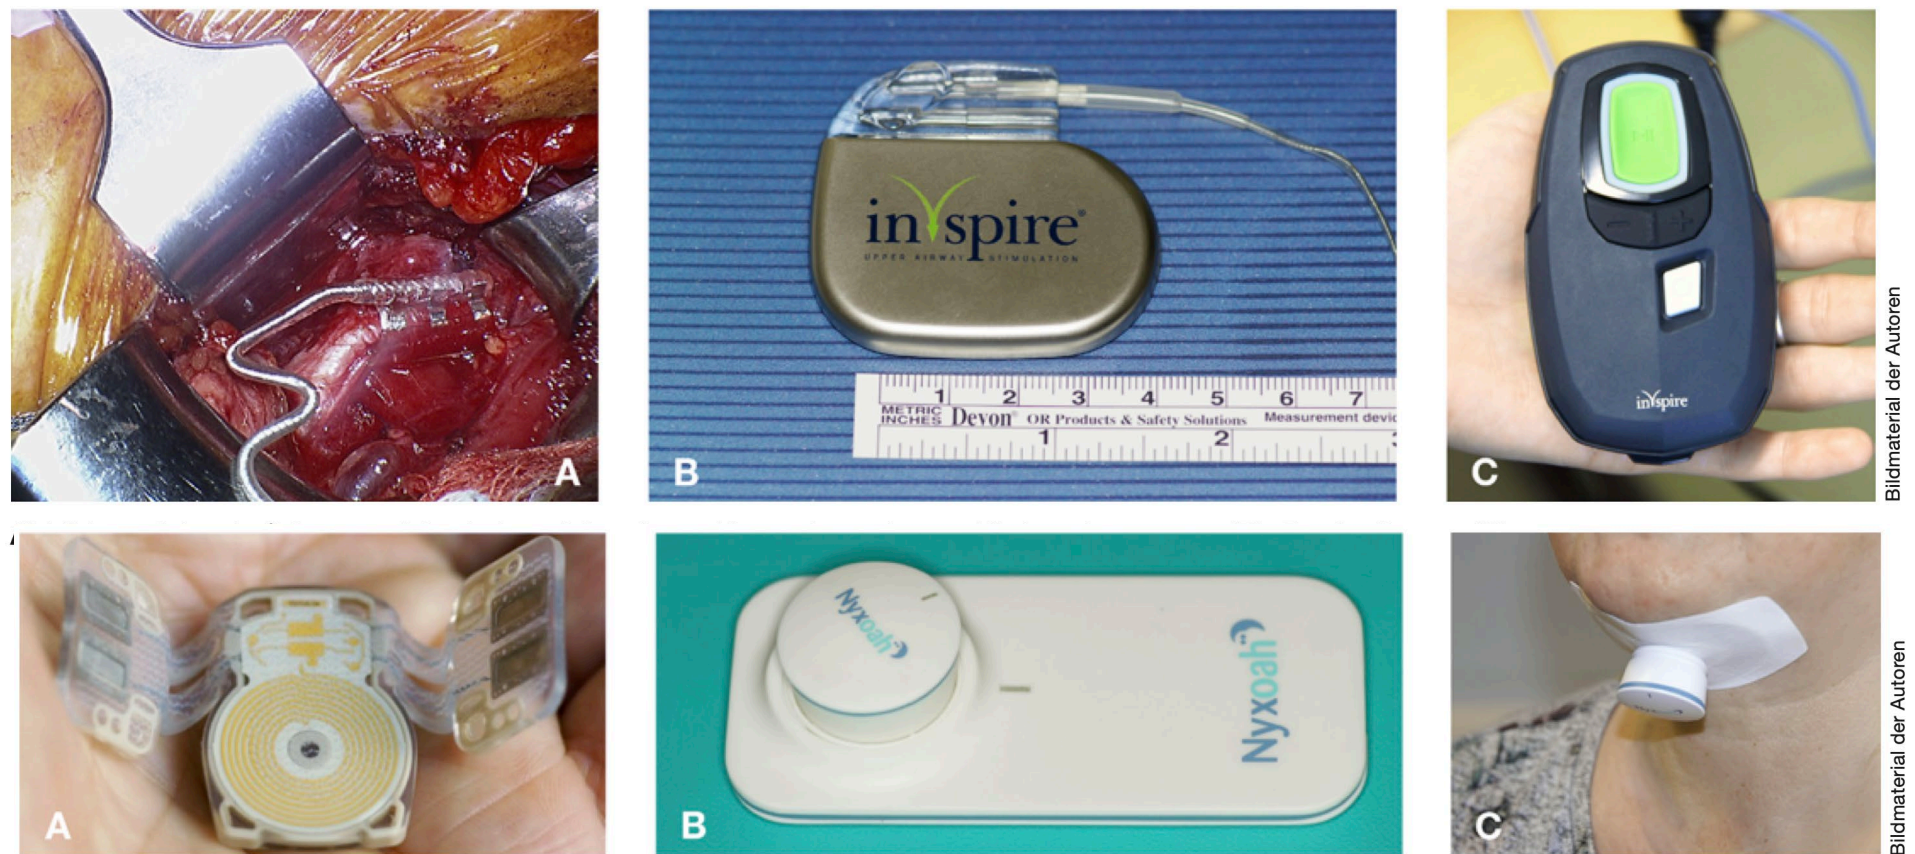 A
inspire®
UPPER AIRWAY STIMULATION
1 2 3 4 5 6 7
METRIC
INCHES Devon® OR Products & Safety Solutions Measurement devic
1 2 3
B
inspire
C
Bildmaterial der Autoren
A
Nyxoah
Nyxoah
B
C
Bildmaterial der Autoren